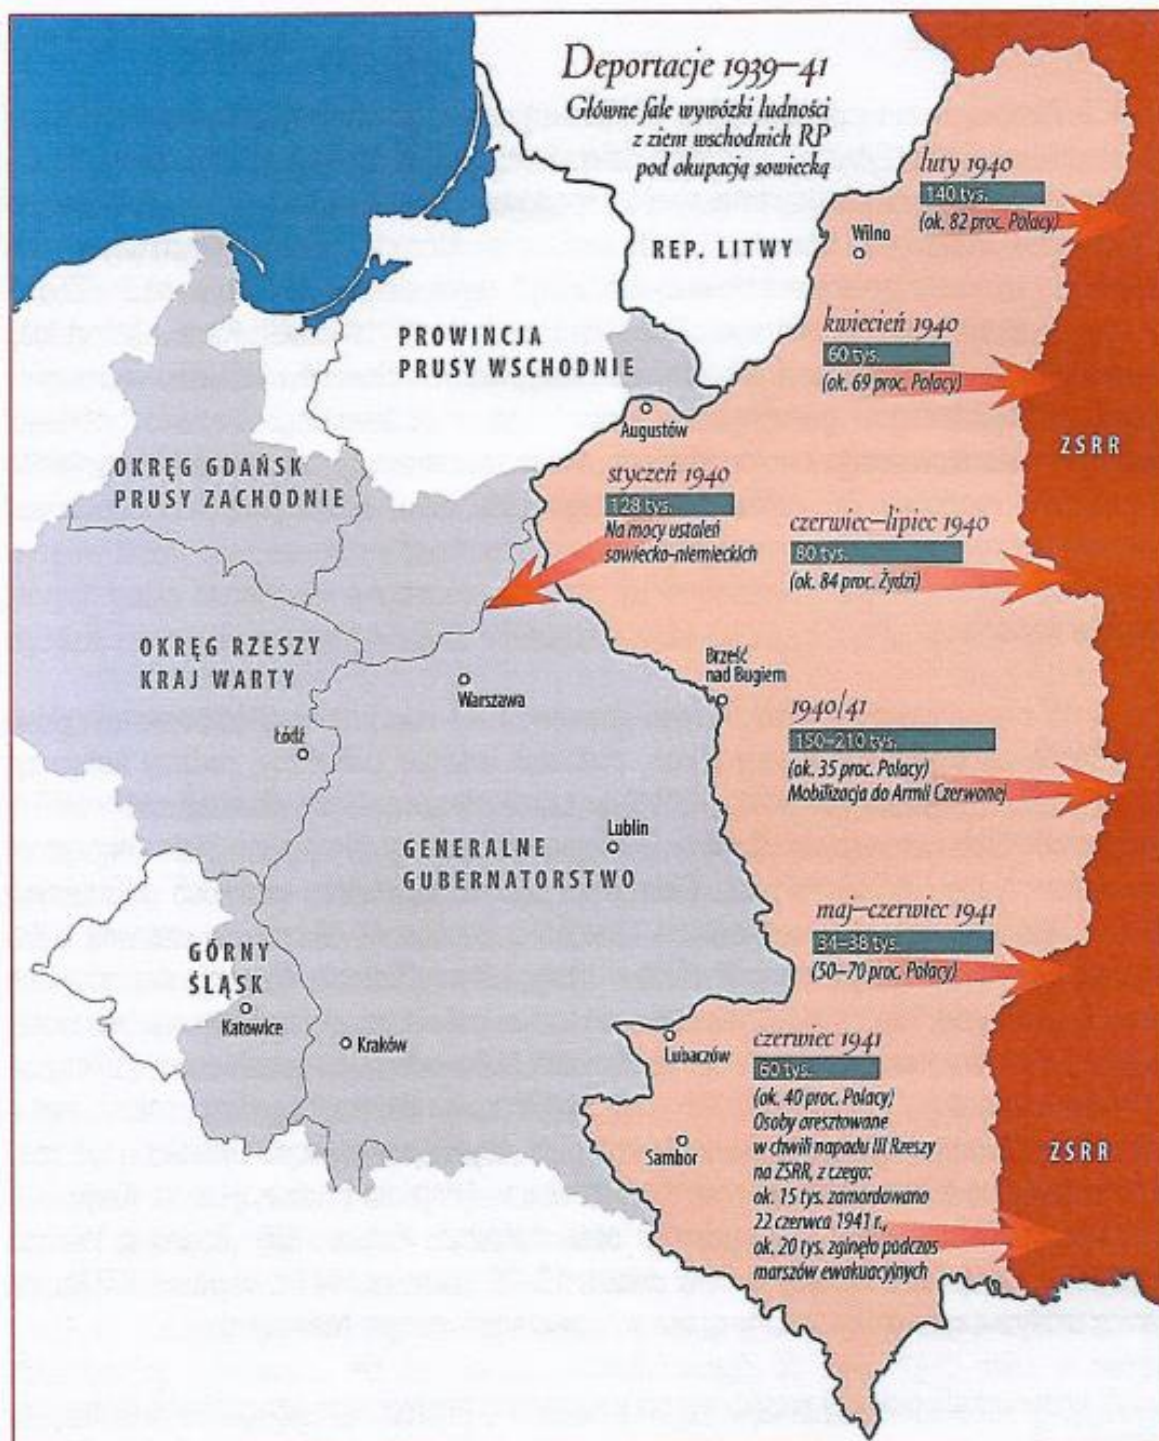 Deportacje 1939–41
Główne fale wywózki ludności
z ziem wschodnich RP
pod okupacją sowiecką
luty 1940
140 tys.
(ok. 82 proc. Polacy)
Wilno
REP. LITWY
kwiecień 1940
60 tys.
(ok. 69 proc. Polacy)
PROWINCJA
PRUSY WSCHODNIE
Augustów
ZSRR
OKRĘG GDAŃSK
PRUSY ZACHODNIE
styczeń 1940
128 tys.
Na mocy ustaleń
sowiecko-niemieckich
czerwiec–lipiec 1940
80 tys.
(ok. 84 proc. Żydzi)
OKRĘG RZESZY
KRAJ WARTY
Warszawa
Brześć
nad Bugiem
Łódź
1940/41
150–210 tys.
(ok. 35 proc. Polacy)
Mobilizacja do Armii Czerwonej
Lublin
GENERALNE
GUBERNATORSTWO
maj–czerwiec 1941
34–38 tys.
(50–70 proc. Polacy)
GÓRNY
ŚLĄSK
Katowice
Kraków
Lubaczów
czerwiec 1941
60 tys.
(ok. 40 proc. Polacy)
Osoby aresztowane
w chwili napadu III Rzeszy
na ZSRR, z czego:
ok. 15 tys. zamordowano
22 czerwca 1941 r.,
ok. 20 tys. zginęło podczas
marszów ewakuacyjnych
Sambor
ZSRR